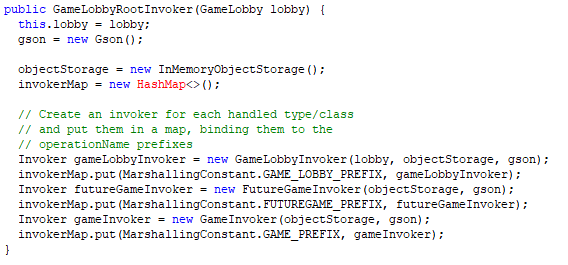 public GameLobbyRootInvoker(GameLobby lobby) {
  this.lobby = lobby;
  gson = new Gson();

  objectStorage = new InMemoryObjectStorage();
  invokerMap = new HashMap<>();

  // Create an invoker for each handled type/class
  // and put them in a map, binding them to the
  // operationName prefixes
  Invoker gameLobbyInvoker = new GameLobbyInvoker(lobby, objectStorage, gson);
  invokerMap.put(MarshallingConstant.GAME_LOBBY_PREFIX, gameLobbyInvoker);
  Invoker futureGameInvoker = new FutureGameInvoker(objectStorage, gson);
  invokerMap.put(MarshallingConstant.FUTUREGAME_PREFIX, futureGameInvoker);
  Invoker gameInvoker = new GameInvoker(objectStorage, gson);
  invokerMap.put(MarshallingConstant.GAME_PREFIX, gameInvoker);
}